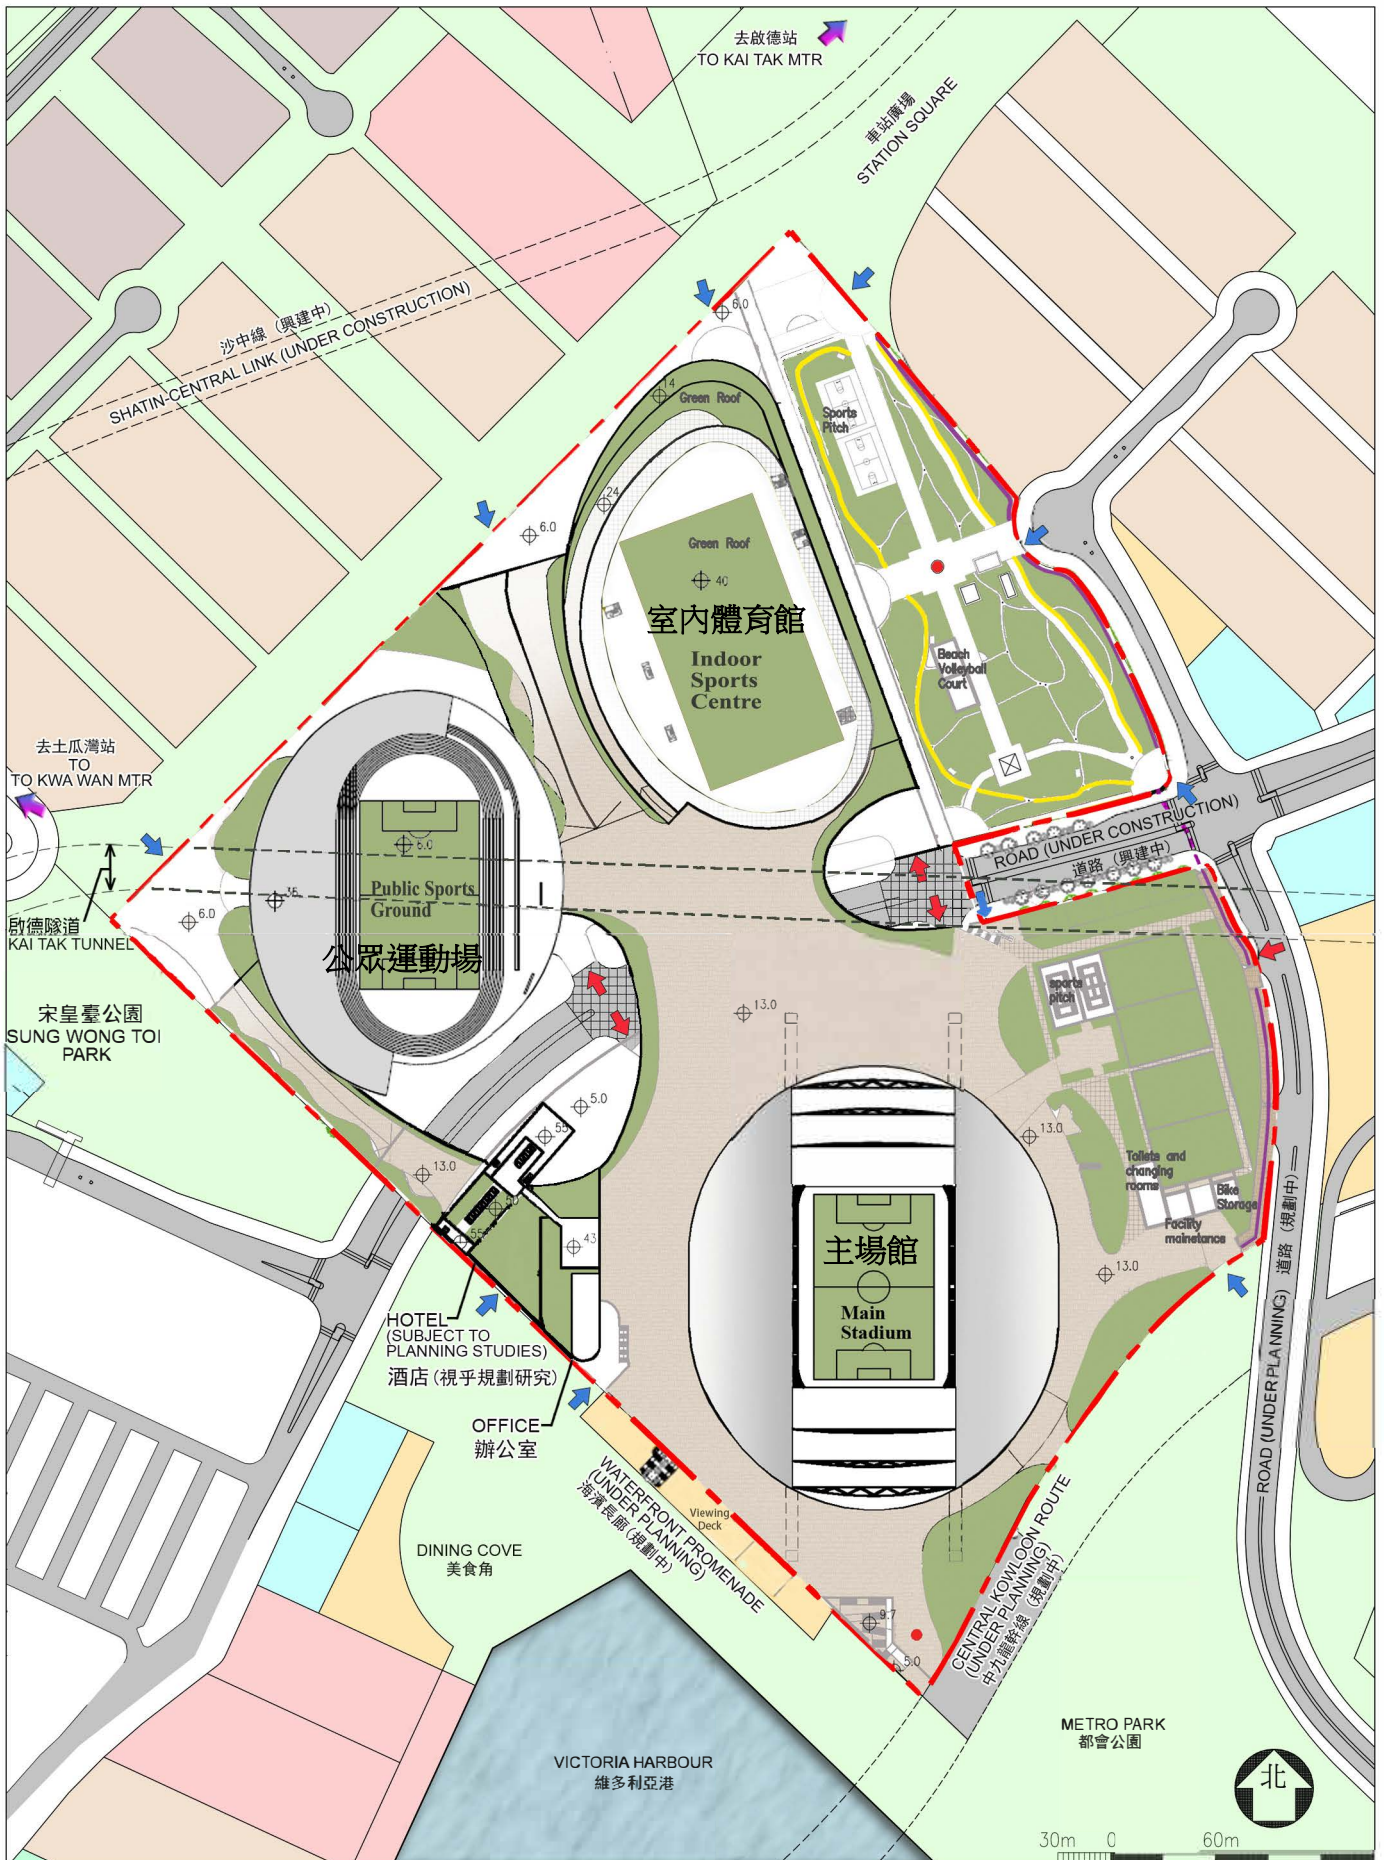 去啟德站
TO KAI TAK MTR
車站廣場
STATION SQUARE
沙中線 (興建中)
SHATIN-CENTRAL LINK (UNDER CONSTRUCTION)
6.0
14
Green Roof
Sports
Pitch
24
6.0
Green Roof
40
室內體育館
Indoor
Sports
Centre
Beach
Volleyball
Court
去土瓜灣站
TO
TO KWA WAN MTR
ROAD (UNDER CONSTRUCTION)
道路 (興建中)
6.0
Public Sports
Ground
公眾運動場
35
6.0
啟德隧道
KAI TAK TUNNEL
宋皇臺公園
SUNG WONG TOI
PARK
sports
pitch
13.0
5.0
55
13.0
50
55
43
13.0
Toilets and
changing
rooms
Bike
Storage
Facility
mainetance
主場館
Main
Stadium
13.0
道路 (規劃中)
ROAD (UNDER PLANNING)
HOTEL
(SUBJECT TO
PLANNING STUDIES)
酒店 (視乎規劃研究)
OFFICE
辦公室
WATERFRONT PROMENADE
(UNDER PLANNING)
海濱長廊 (規劃中)
Viewing
Deck
DINING COVE
美食角
CENTRAL KOWLOON ROUTE
(UNDER PLANNING)
中九龍幹線 (規劃中)
9.7
5.0
METRO PARK
都會公園
VICTORIA HARBOUR
維多利亞港
北
30m 0 60m